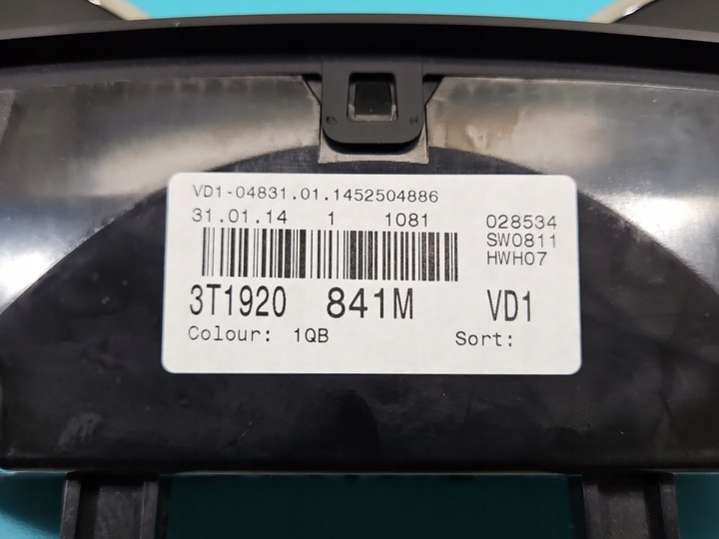 VD1-04831.01.1452504886
31.01.14 1 1081 028534
SW0811
HWH07
3T1920 841M VD1
Colour: 1QB Sort: